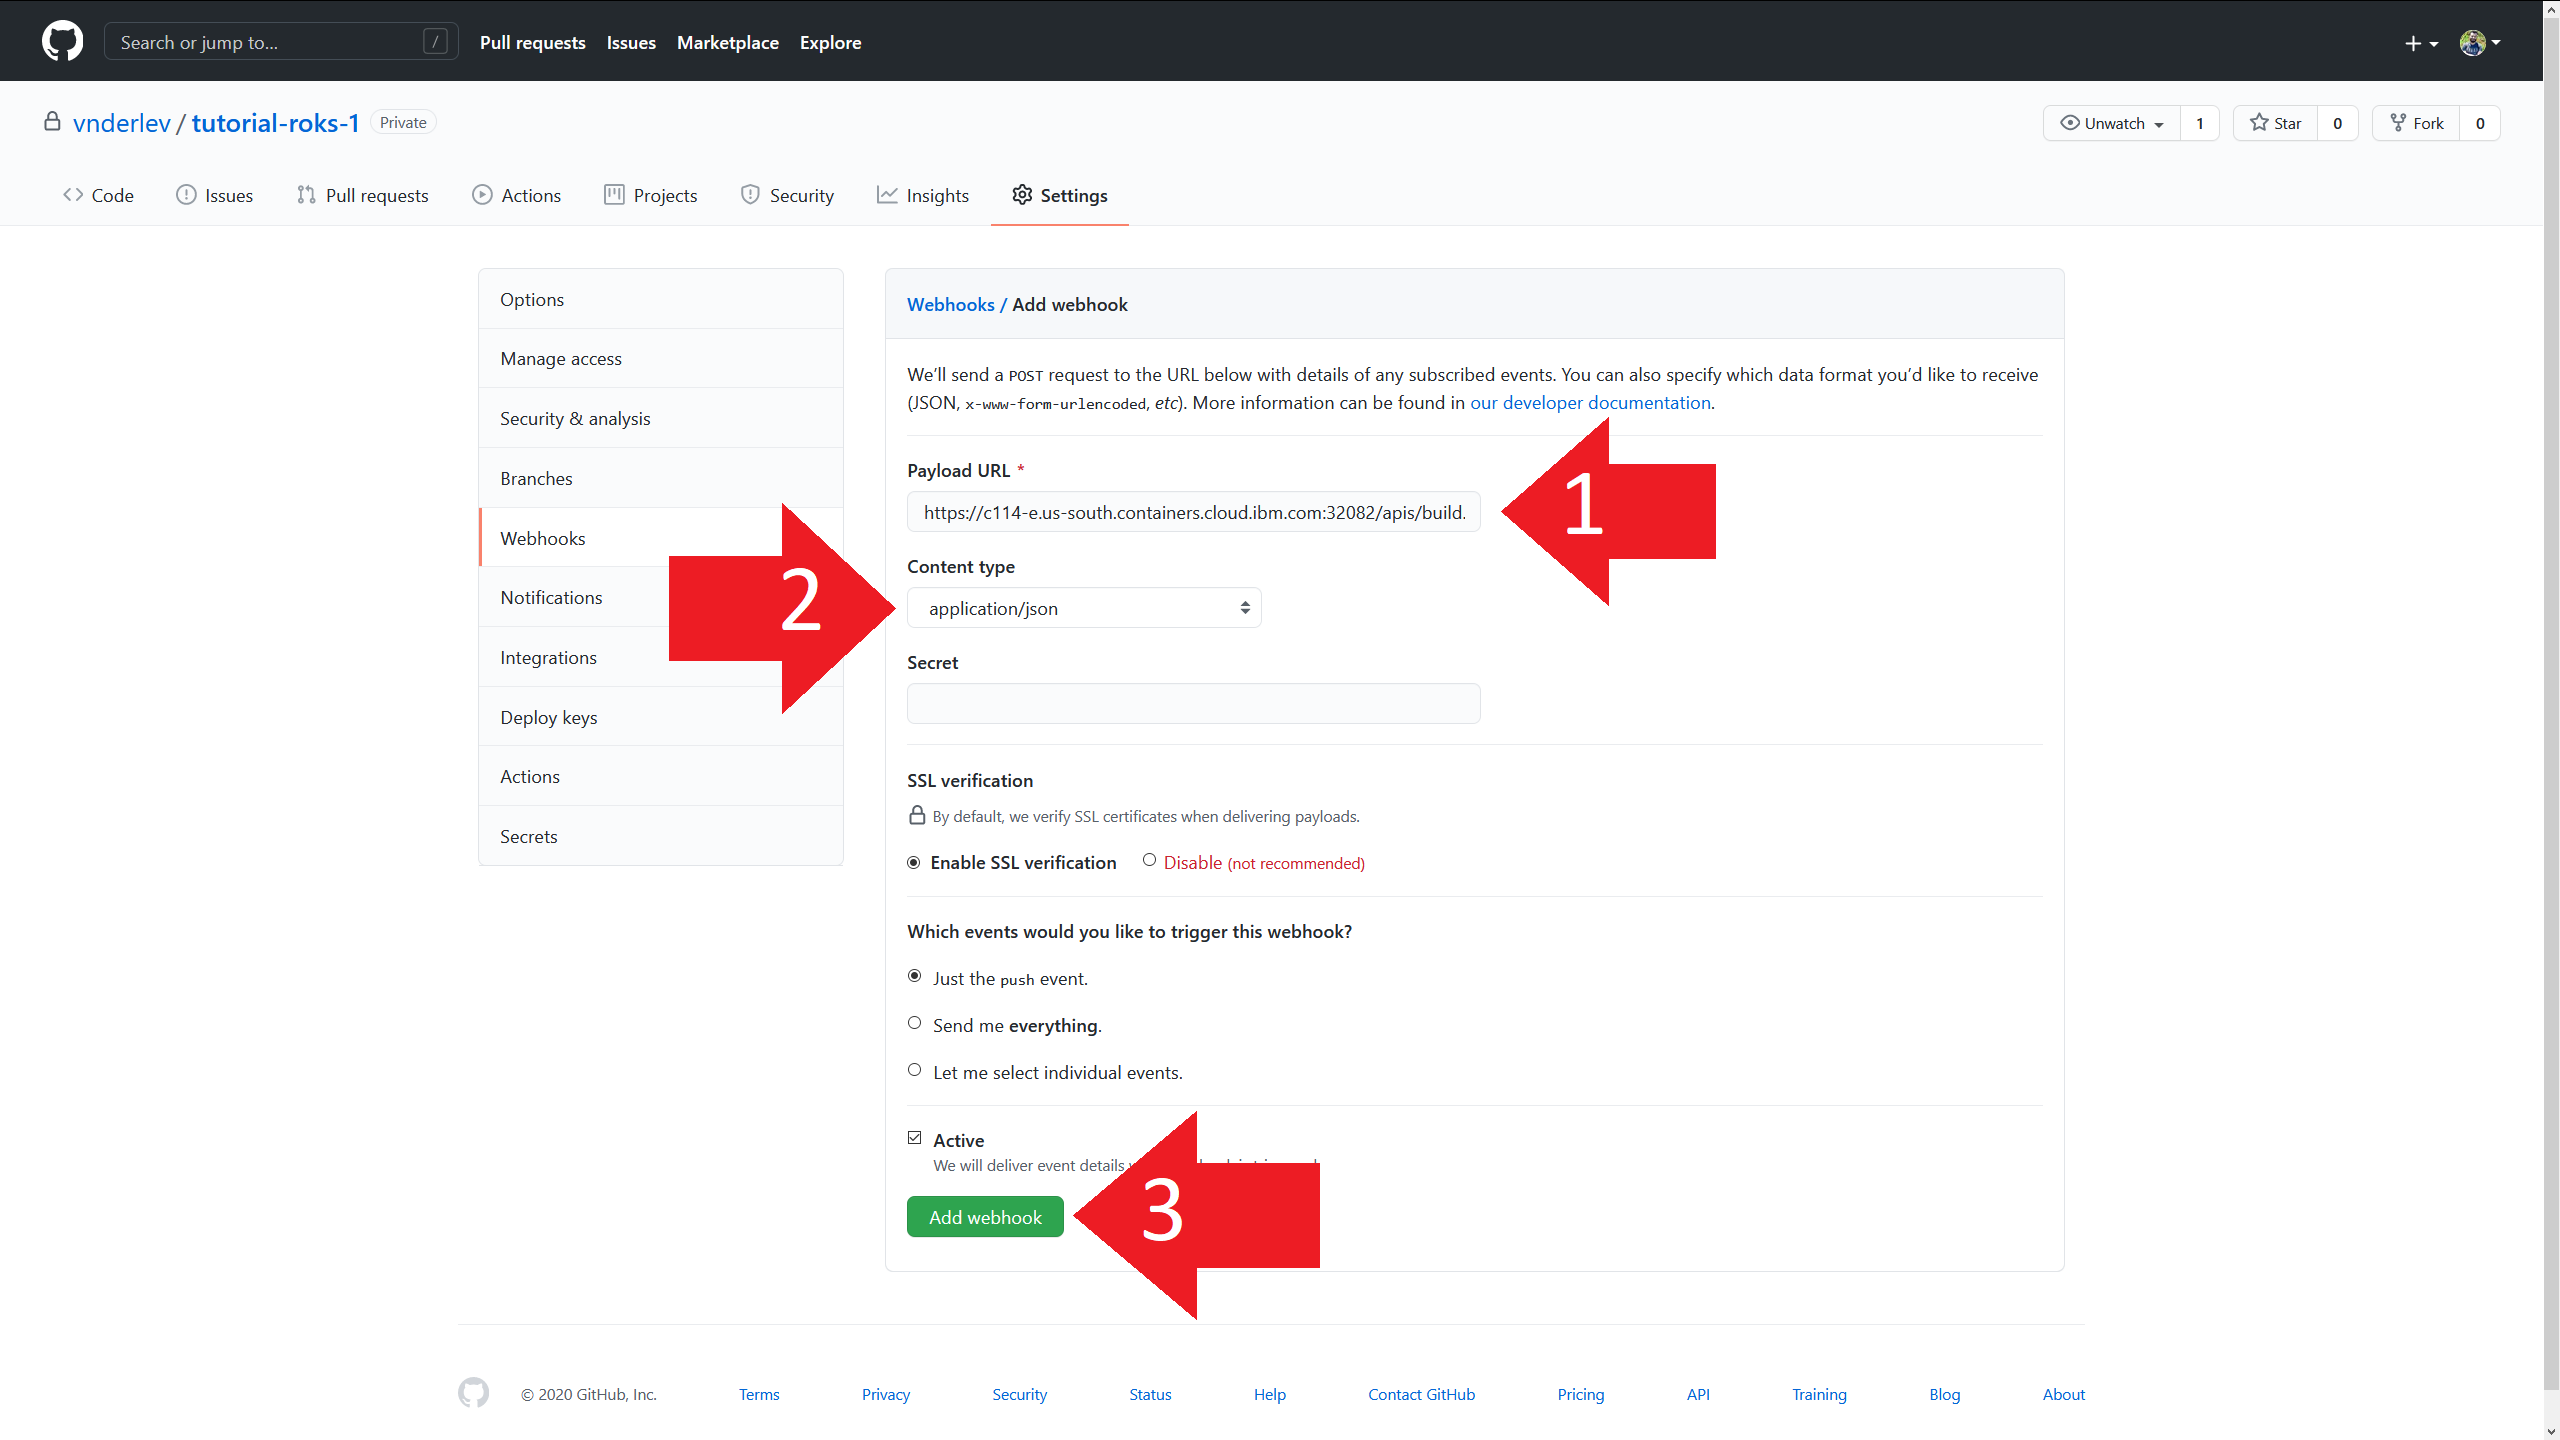 Search or jump to... /
Pull requests Issues Marketplace Explore
vnderlev / tutorial-roks-1 Private
Unwatch 1 Star 0 Fork 0
Code Issues Pull requests Actions Projects Security Insights Settings
Options
Manage access
Security & analysis
Branches
Webhooks
Notifications
Integrations
Deploy keys
Actions
Secrets
Webhooks / Add webhook
We'll send a POST request to the URL below with details of any subscribed events. You can also specify which data format you'd like to receive
(JSON, x-www-form-urlencoded, etc). More information can be found in our developer documentation.
Payload URL *
https://c114-e.us-south.containers.cloud.ibm.com:32082/apis/build.
1
Content type
2
application/json
Secret
SSL verification
By default, we verify SSL certificates when delivering payloads.
Enable SSL verification Disable (not recommended)
Which events would you like to trigger this webhook?
Just the push event.
Send me everything.
Let me select individual events.
Active
We will deliver event details
Add webhook
3
© 2020 GitHub, Inc. Terms Privacy Security Status Help Contact GitHub Pricing API Training Blog About